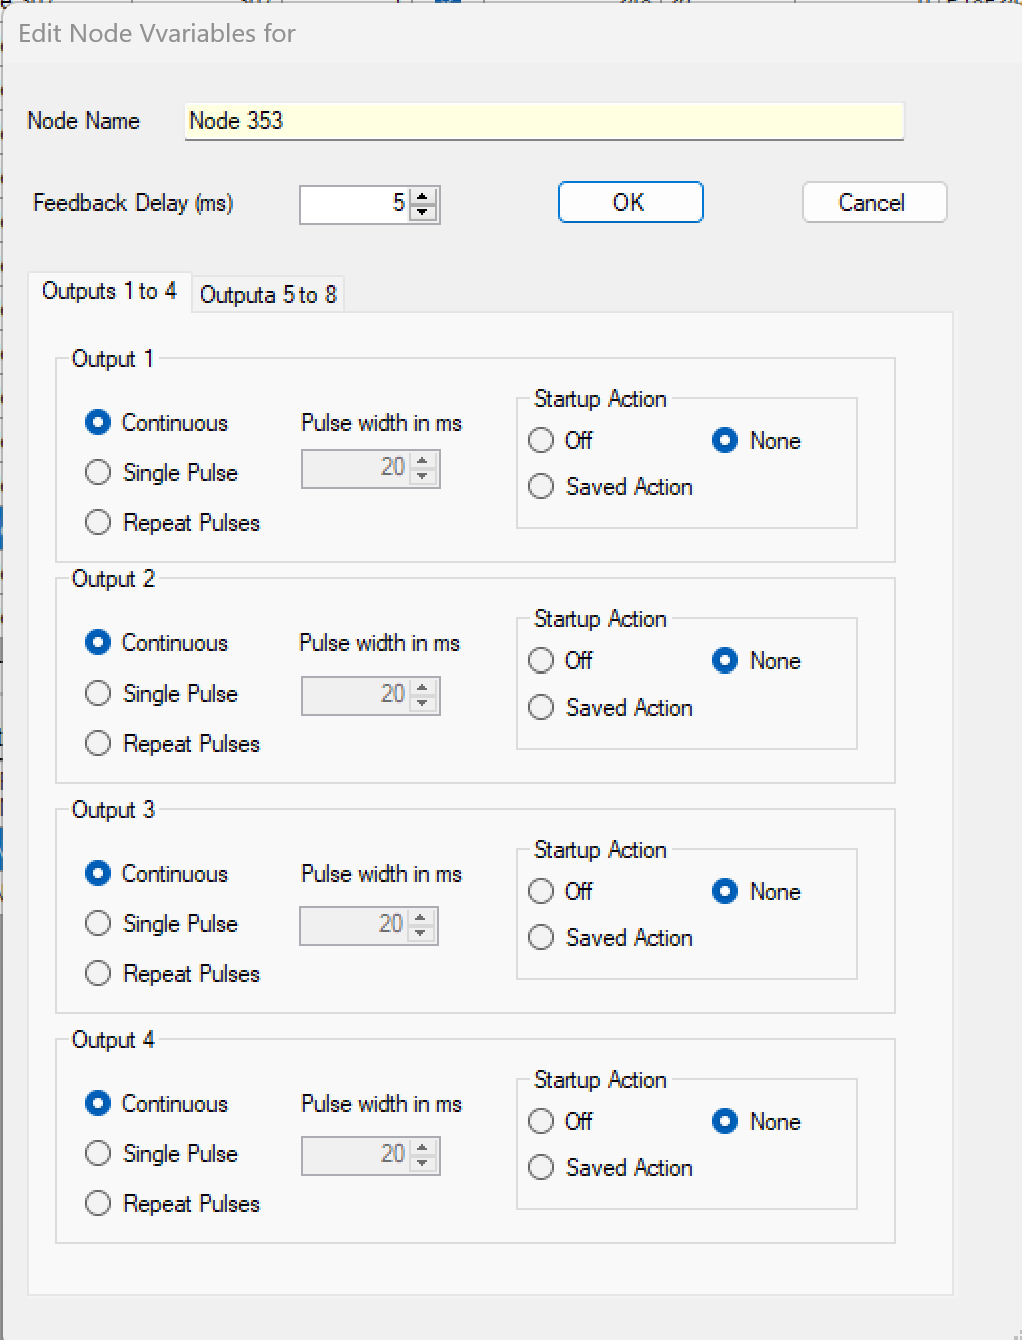 Edit Node Vvariables for
Node Name Node 353
Feedback Delay (ms) 5 OK Cancel
Outputs 1 to 4 Outputa 5 to 8
Output 1
Startup Action
Continuous Pulse width in ms
Off None
Single Pulse 20
Saved Action
Repeat Pulses
Output 2
Startup Action
Continuous Pulse width in ms
Off None
Single Pulse 20
Saved Action
Repeat Pulses
Output 3
Startup Action
Continuous Pulse width in ms
Off None
Single Pulse 20
Saved Action
Repeat Pulses
Output 4
Startup Action
Continuous Pulse width in ms
Off None
Single Pulse 20
Saved Action
Repeat Pulses